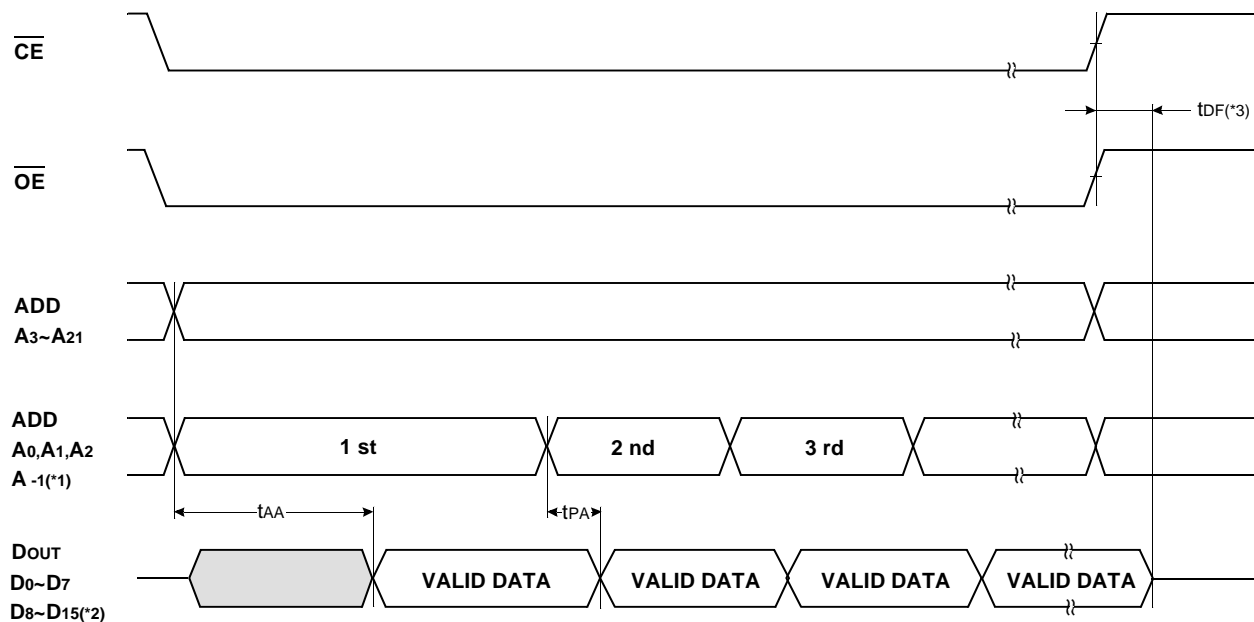 CE
tDF(*3)
OE
ADD
A3~A21
ADD
A0,A1,A2
A -1(*1)
1 st
2 nd
3 rd
tAA
tPA
DOUT
D0~D7
D8~D15(*2)
VALID DATA
VALID DATA
VALID DATA
VALID DATA